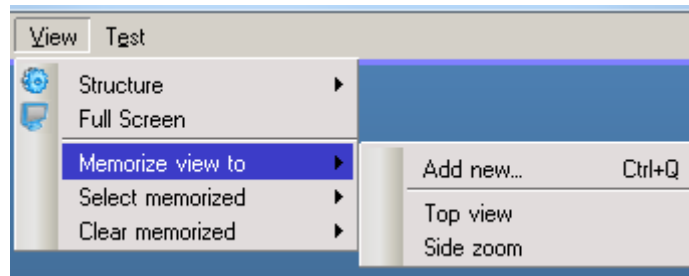 View Test
Structure
Full Screen
Memorize view to
Select memorized
Clear memorized
Add new... Ctrl+Q
Top view
Side zoom